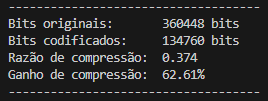 ----------------------------------
Bits originais: 360448 bits
Bits codificados: 134760 bits
Razão de compressão: 0.374
Ganho de compressão: 62.61%
----------------------------------